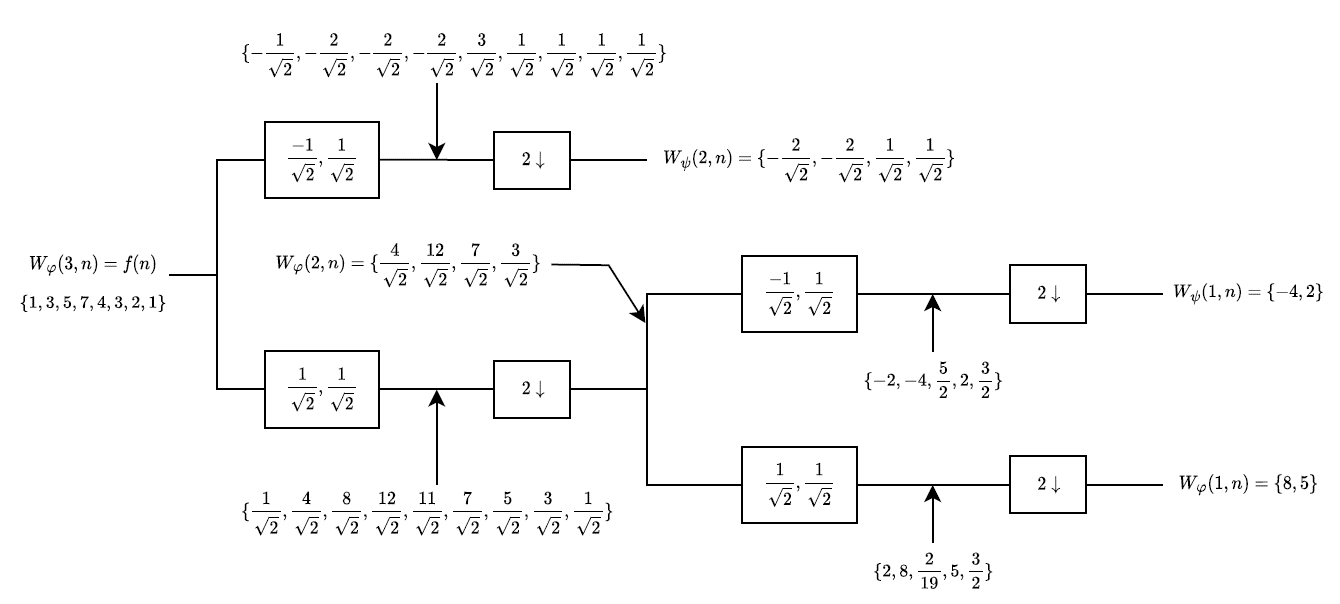 {-1/√2, -2/√2, -2/√2, -2/√2, 3/√2, 1/√2, 1/√2, 1/√2, 1/√2}
-1/√2, 1/√2
2↓
W_ψ(2, n) = {-2/√2, -2/√2, 1/√2, 1/√2}
W_φ(3, n) = f(n)
{1, 3, 5, 7, 4, 3, 2, 1}
W_φ(2, n) = {4/√2, 12/√2, 7/√2, 3/√2}
-1/√2, 1/√2
2↓
W_ψ(1, n) = {-4, 2}
{-2, -4, 5/2, 2, 3/2}
1/√2, 1/√2
2↓
1/√2, 1/√2
2↓
W_φ(1, n) = {8, 5}
{1/√2, 4/√2, 8/√2, 12/√2, 11/√2, 7/√2, 5/√2, 3/√2, 1/√2}
{2, 8, 2/19, 5, 3/2}